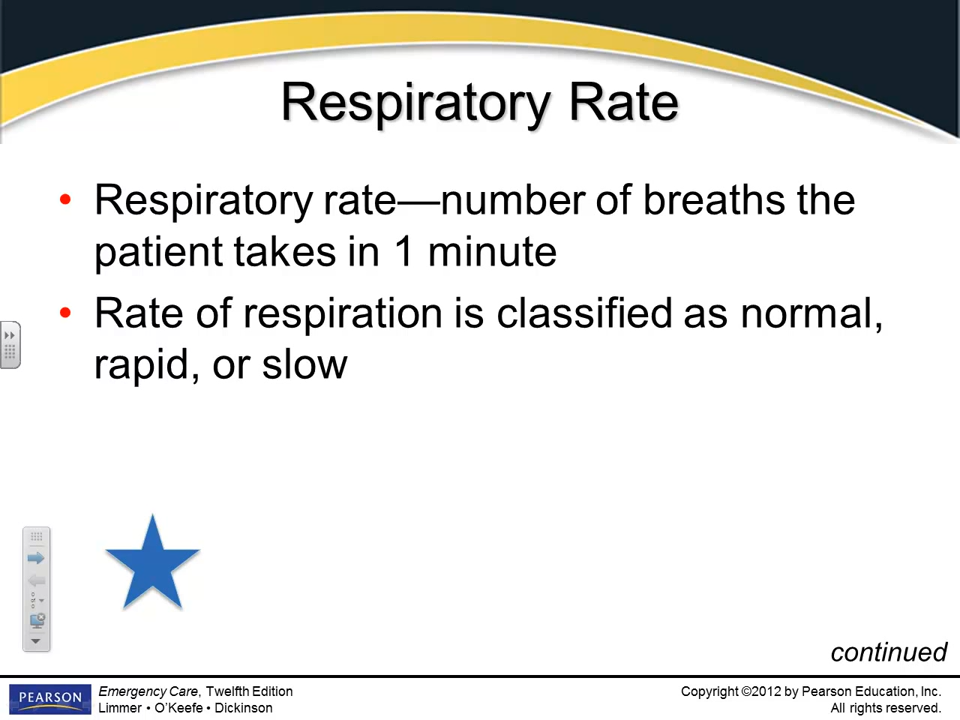 Respiratory Rate
• Respiratory rate—number of breaths the
patient takes in 1 minute
• Rate of respiration is classified as normal,
rapid, or slow
continued
PEARSON
Emergency Care, Twelfth Edition
Limmer • O’Keefe • Dickinson
Copyright ©2012 by Pearson Education, Inc.
All rights reserved.